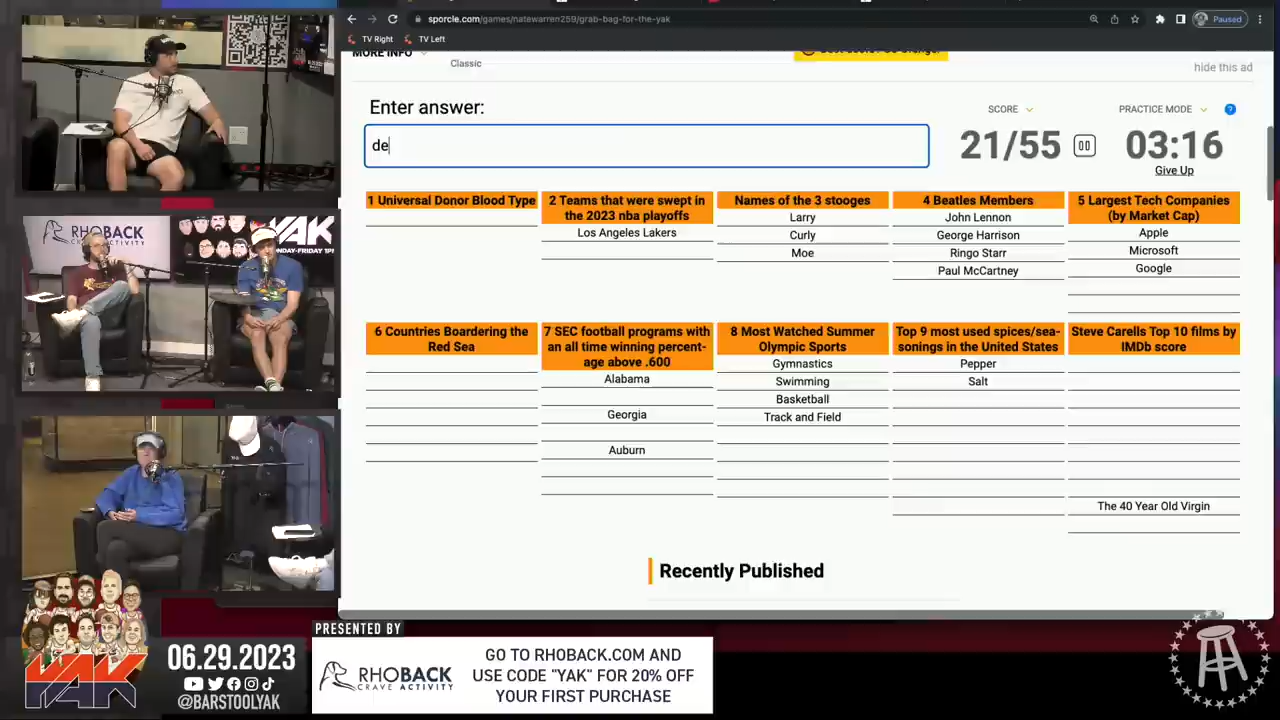 sporcle.com/games/natewarren259/grab-bag-for-the-yak
Paused
TV Right
TV Left
MORE INFO
Classic
hide this ad
Enter answer:
de
SCORE
21/55
PRACTICE MODE
?
03:16
Give Up
1 Universal Donor Blood Type
2 Teams that were swept in
the 2023 nba playoffs
Los Angeles Lakers
Names of the 3 stooges
Larry
Curly
Moe
4 Beatles Members
John Lennon
George Harrison
Ringo Starr
Paul McCartney
5 Largest Tech Companies
(by Market Cap)
Apple
Microsoft
Google
6 Countries Boardering the
Red Sea
7 SEC football programs with
an all time winning percent-
age above .600
Alabama
Georgia
Auburn
8 Most Watched Summer
Olympic Sports
Gymnastics
Swimming
Basketball
Track and Field
Top 9 most used spices/sea-
sonings in the United States
Pepper
Salt
Steve Carells Top 10 films by
IMDb score
The 40 Year Old Virgin
Recently Published
RHOBACK
CRAVE ACTIVITY
YAK
MONDAY-FRIDAY 1PM
YAK
06.29.2023
@BARSTOOLYAK
PRESENTED BY
RHOBACK
CRAVE ACTIVITY
GO TO RHOBACK.COM AND
USE CODE "YAK" FOR 20% OFF
YOUR FIRST PURCHASE